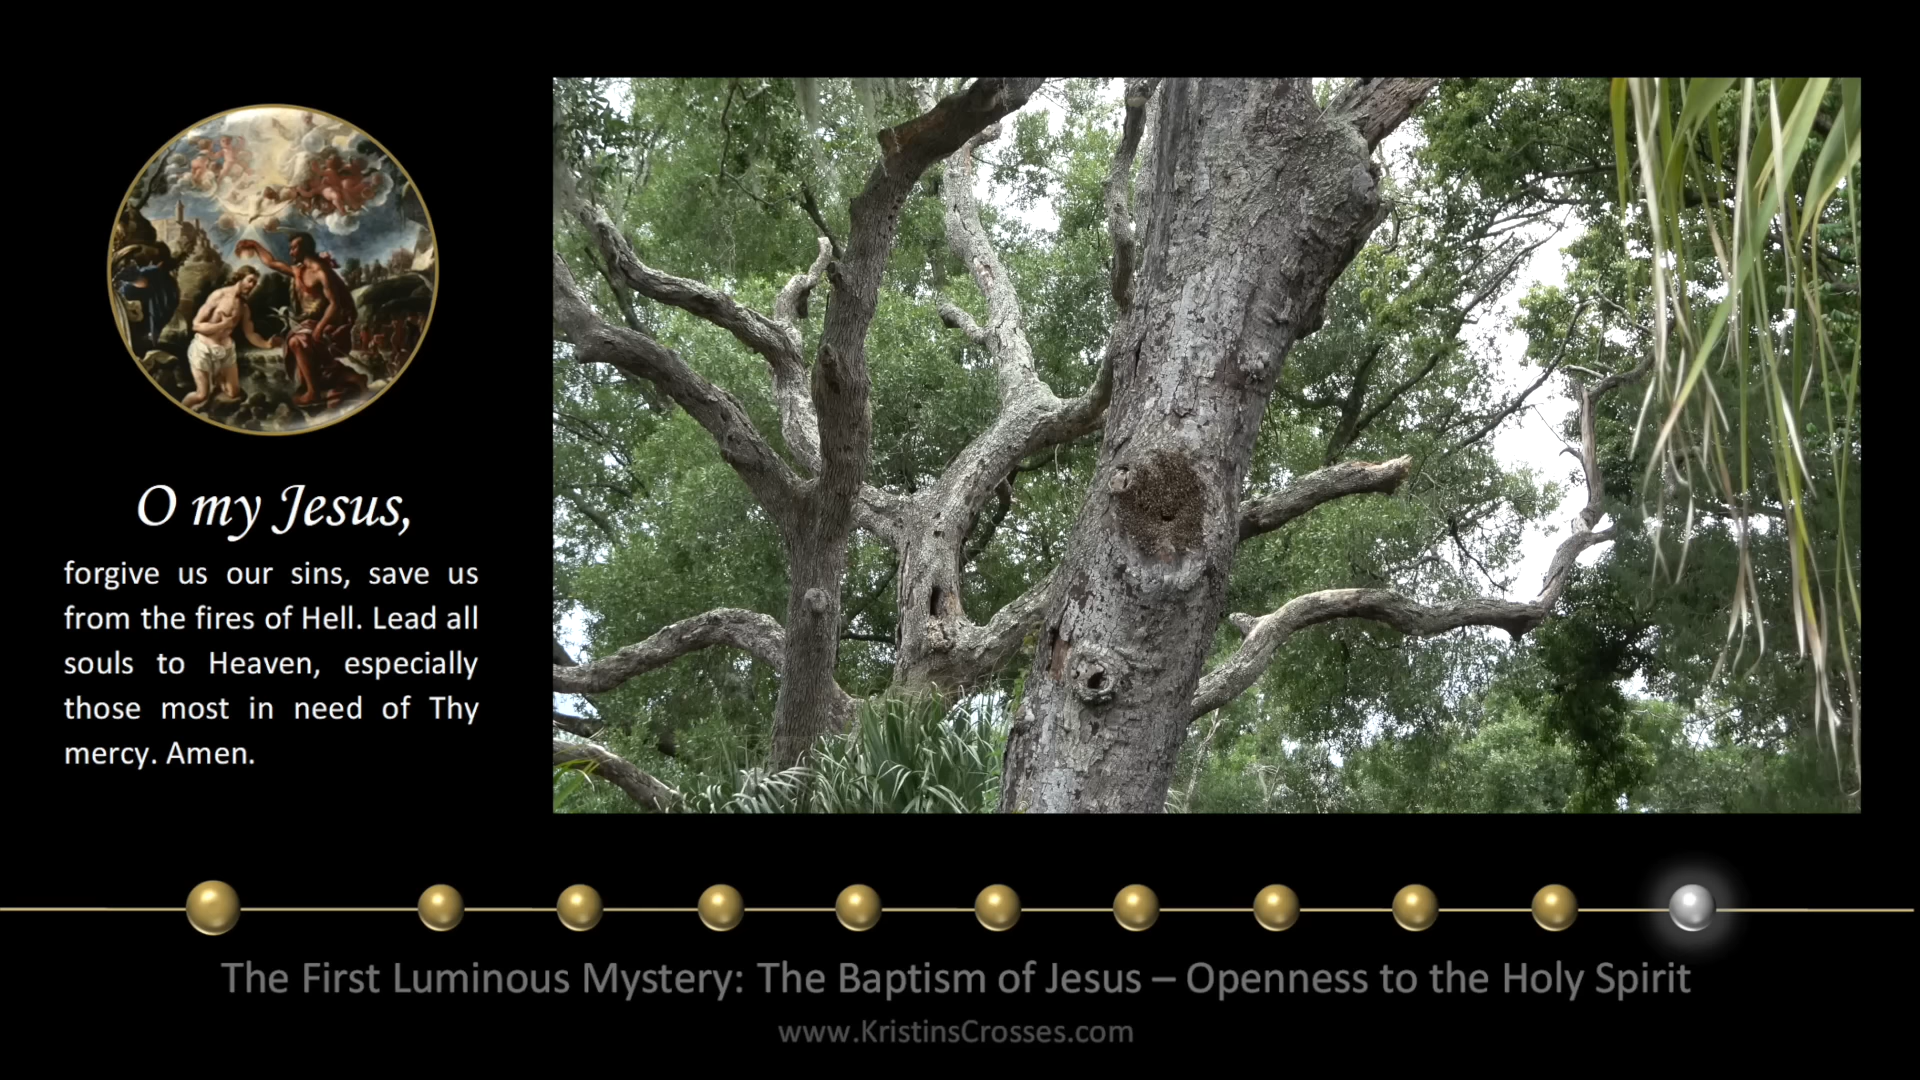 O my Jesus,
forgive us our sins, save us
from the fires of Hell. Lead all
souls to Heaven, especially
those most in need of Thy
mercy. Amen.
The First Luminous Mystery: The Baptism of Jesus – Openness to the Holy Spirit
www.KristinsCrosses.com